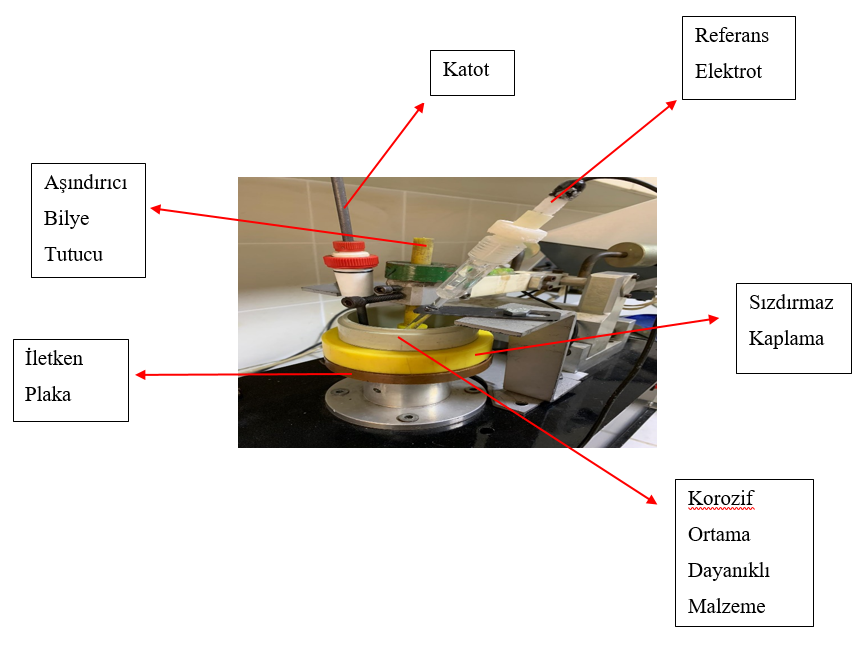 Referans
Elektrot
Katot
Aşındırıcı
Bilye
Tutucu
Sızdırmaz
Kaplama
İletken
Plaka
Korozif
Ortama
Dayanıklı
Malzeme